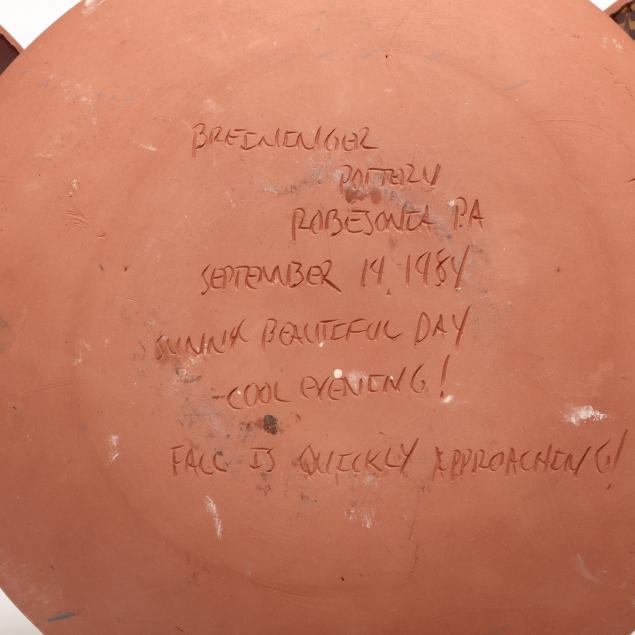 BREININGER
POTTERY
ROBESONIA PA
SEPTEMBER 14, 1984
SUNNY BEAUTIFUL DAY
-COOL EVENING!
FALL IS QUICKLY APPROACHING!